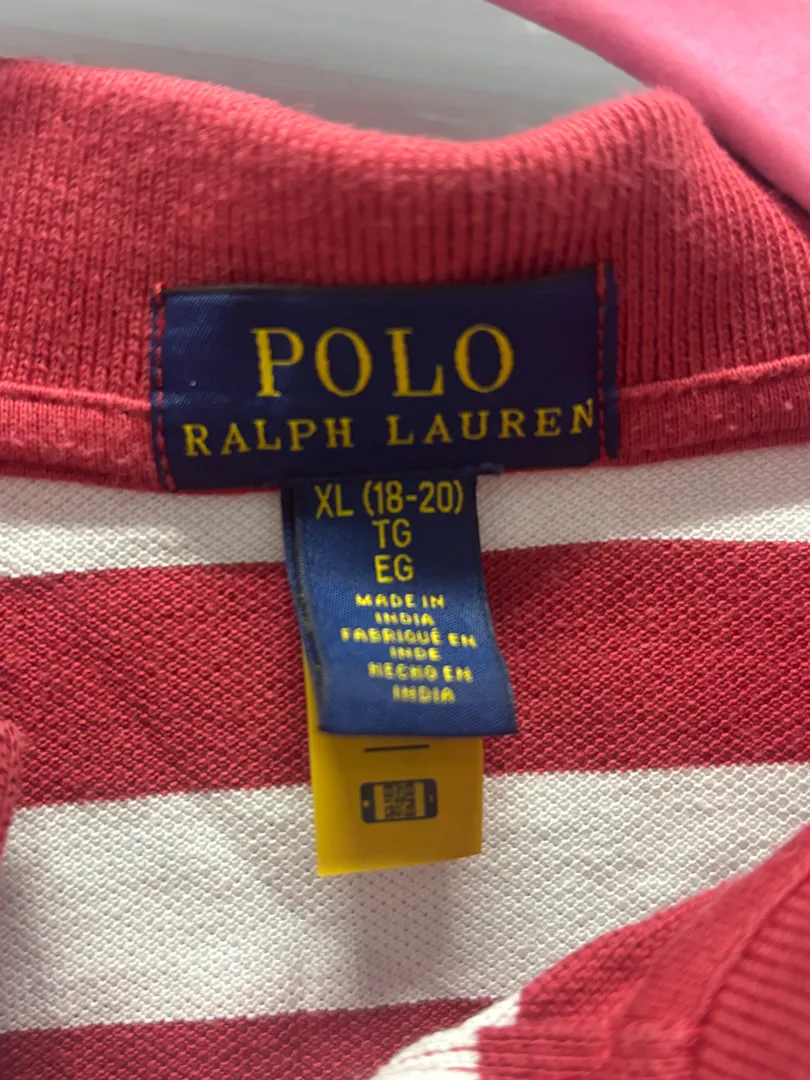 POLO
RALPH LAUREN
XL (18-20)
TG
EG
MADE IN
INDIA
FABRIQUÉ EN
INDE
HECHO EN
INDIA